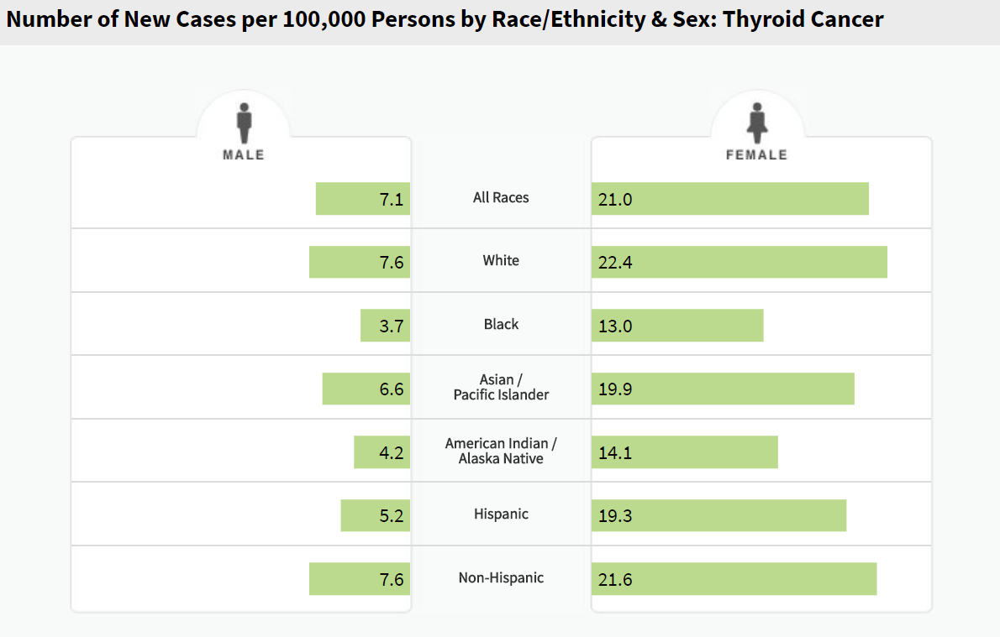 Number of New Cases per 100,000 Persons by Race/Ethnicity & Sex: Thyroid Cancer
MALE
FEMALE
7.1 All Races 21.0
7.6 White 22.4
3.7 Black 13.0
6.6 Asian / Pacific Islander 19.9
4.2 American Indian / Alaska Native 14.1
5.2 Hispanic 19.3
7.6 Non-Hispanic 21.6